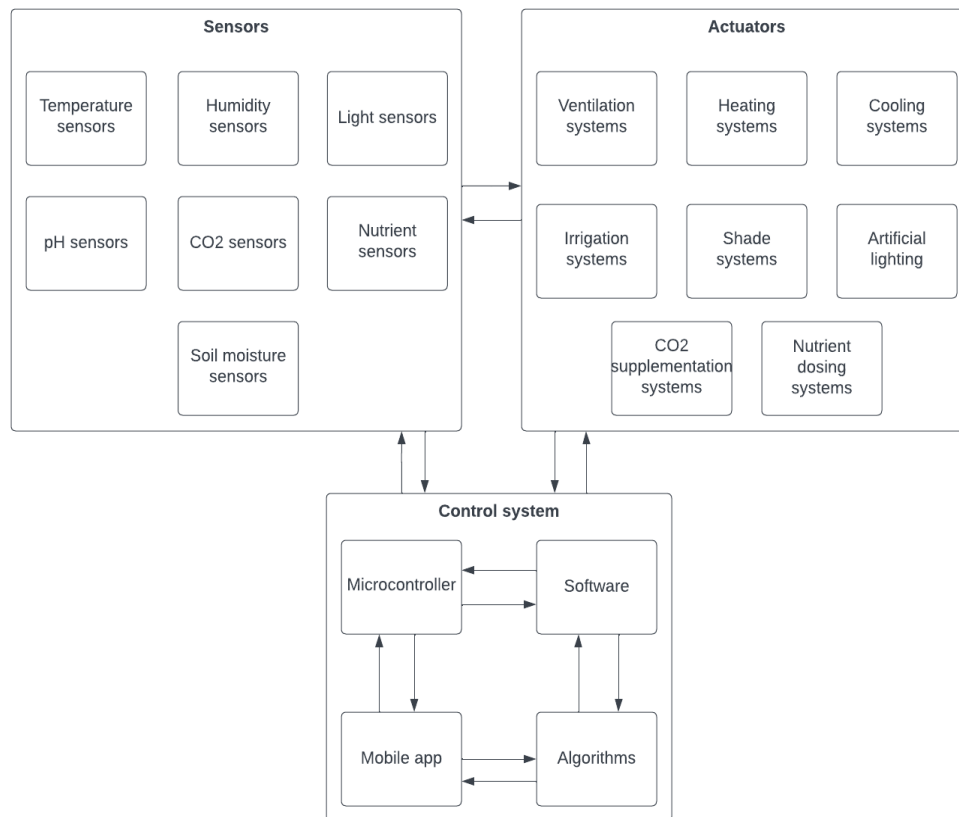 Sensors
Temperature
sensors
Humidity
sensors
Light sensors
pH sensors
CO2 sensors
Nutrient
sensors
Soil moisture
sensors
Actuators
Ventilation
systems
Heating
systems
Cooling
systems
Irrigation
systems
Shade
systems
Artificial
lighting
CO2
supplementation
systems
Nutrient
dosing
systems
Control system
Microcontroller
Software
Mobile app
Algorithms